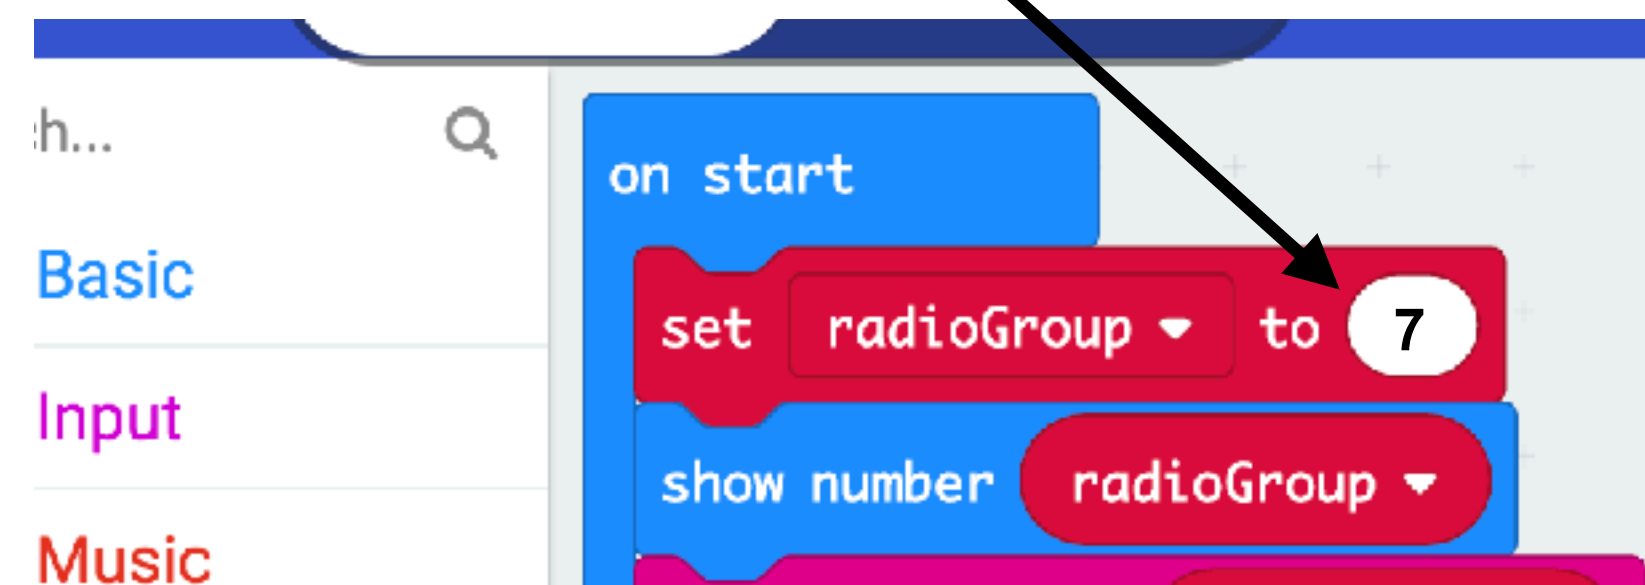 h...
Basic
Input
Music
on start
set radioGroup to 7
show number radioGroup